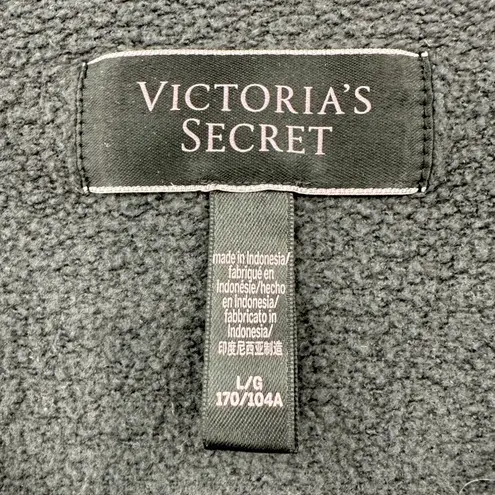 VICTORIA'S
SECRET
made in Indonesia/
fabriqué en
Indonésie/hecho
en Indonesia/
fabbricato in
Indonesia/
印度尼西亚制造
L/G
170/104A